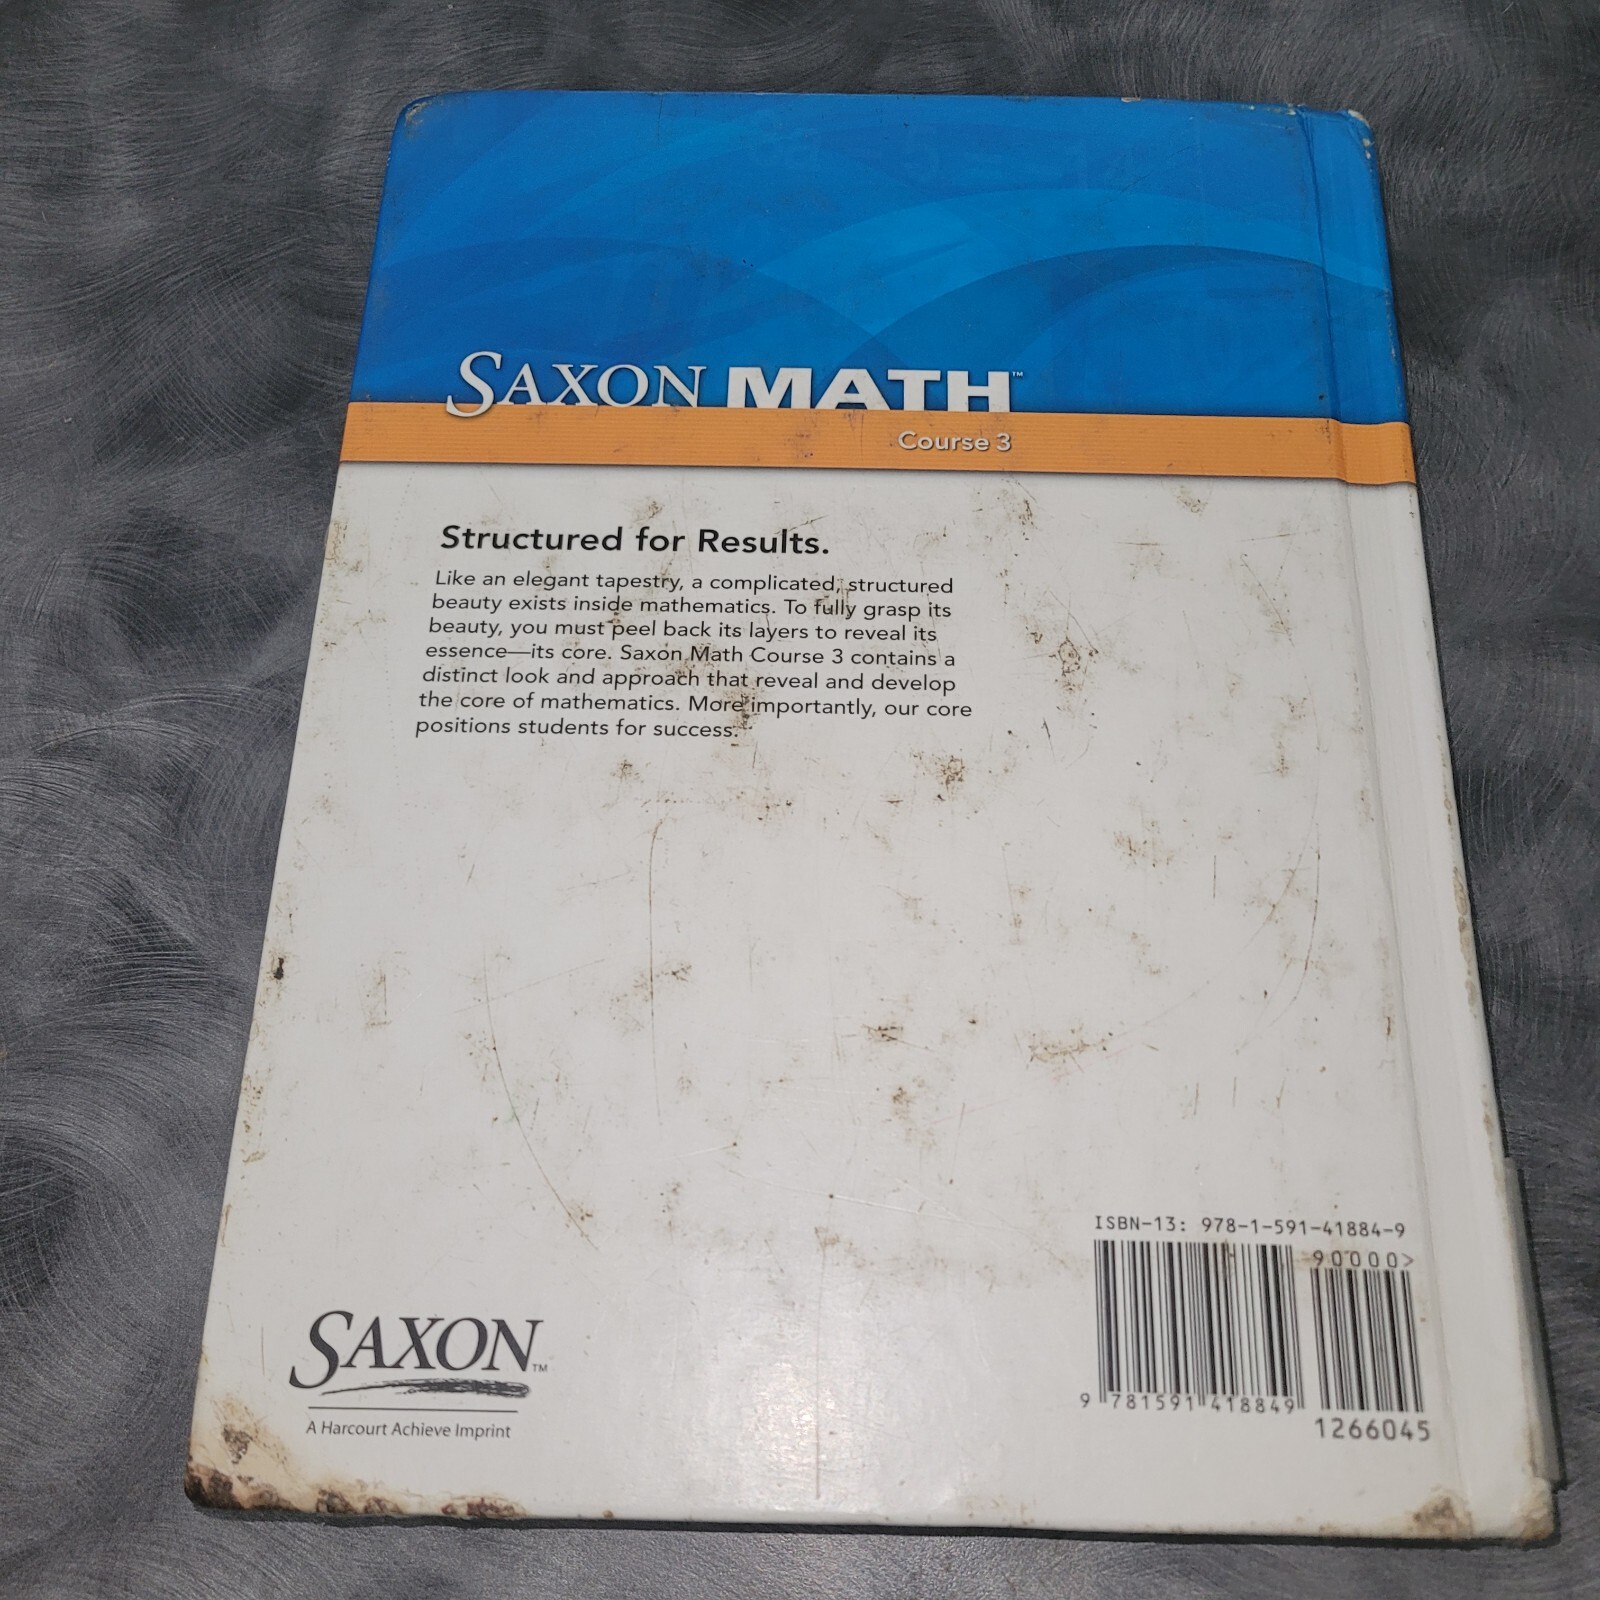 SAXON MATH™
Course 3
Structured for Results.
Like an elegant tapestry, a complicated, structured
beauty exists inside mathematics. To fully grasp its
beauty, you must peel back its layers to reveal its
essence—its core. Saxon Math Course 3 contains a
distinct look and approach that reveal and develop
the core of mathematics. More importantly, our core
positions students for success.
ISBN-13: 978-1-591-41884-9
90000>
9 781591 418849
1266045
SAXON™
A Harcourt Achieve Imprint